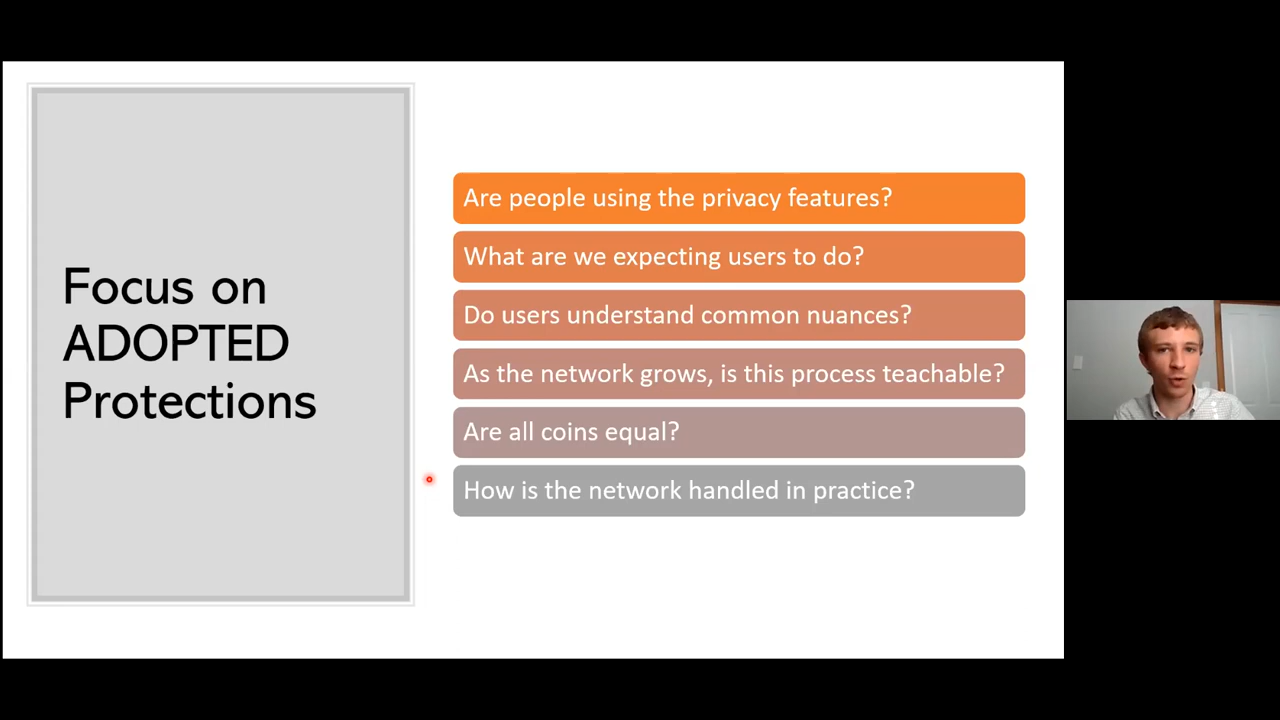 Focus on
ADOPTED
Protections
Are people using the privacy features?
What are we expecting users to do?
Do users understand common nuances?
As the network grows, is this process teachable?
Are all coins equal?
How is the network handled in practice?